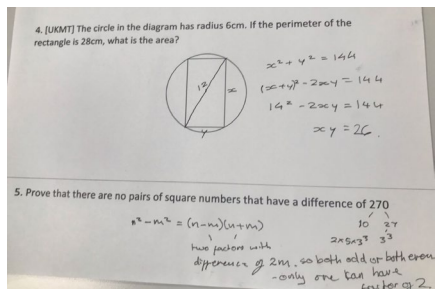 4. [UKMT] The circle in the diagram has radius 6cm. If the perimeter of the
rectangle is 28cm, what is the area?
x² + y² = 144
(x+y)² - 2xy = 144
14² - 2xy = 144
xy = 26.
12
x
y
5. Prove that there are no pairs of square numbers that have a difference of 270
n² - m² = (n-m)(n+m)
10 27
2×5×3³ 3³
two factors with
difference of 2m. so both odd or both even
- only one can have
factor of 2.